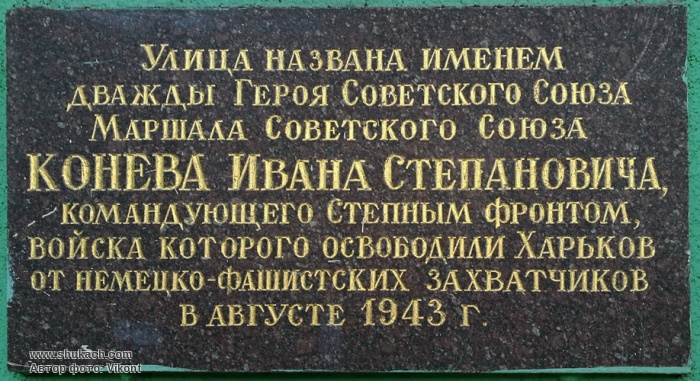 Улица названа именем
дважды Героя Советского Союза
Маршала Советского Союза
КОНЕВА Ивана Степановича,
командующего Степным фронтом,
войска которого освободили Харьков
от немецко-фашистских захватчиков
в августе 1943 г.
www.shukach.com
Автор фото: Vikont